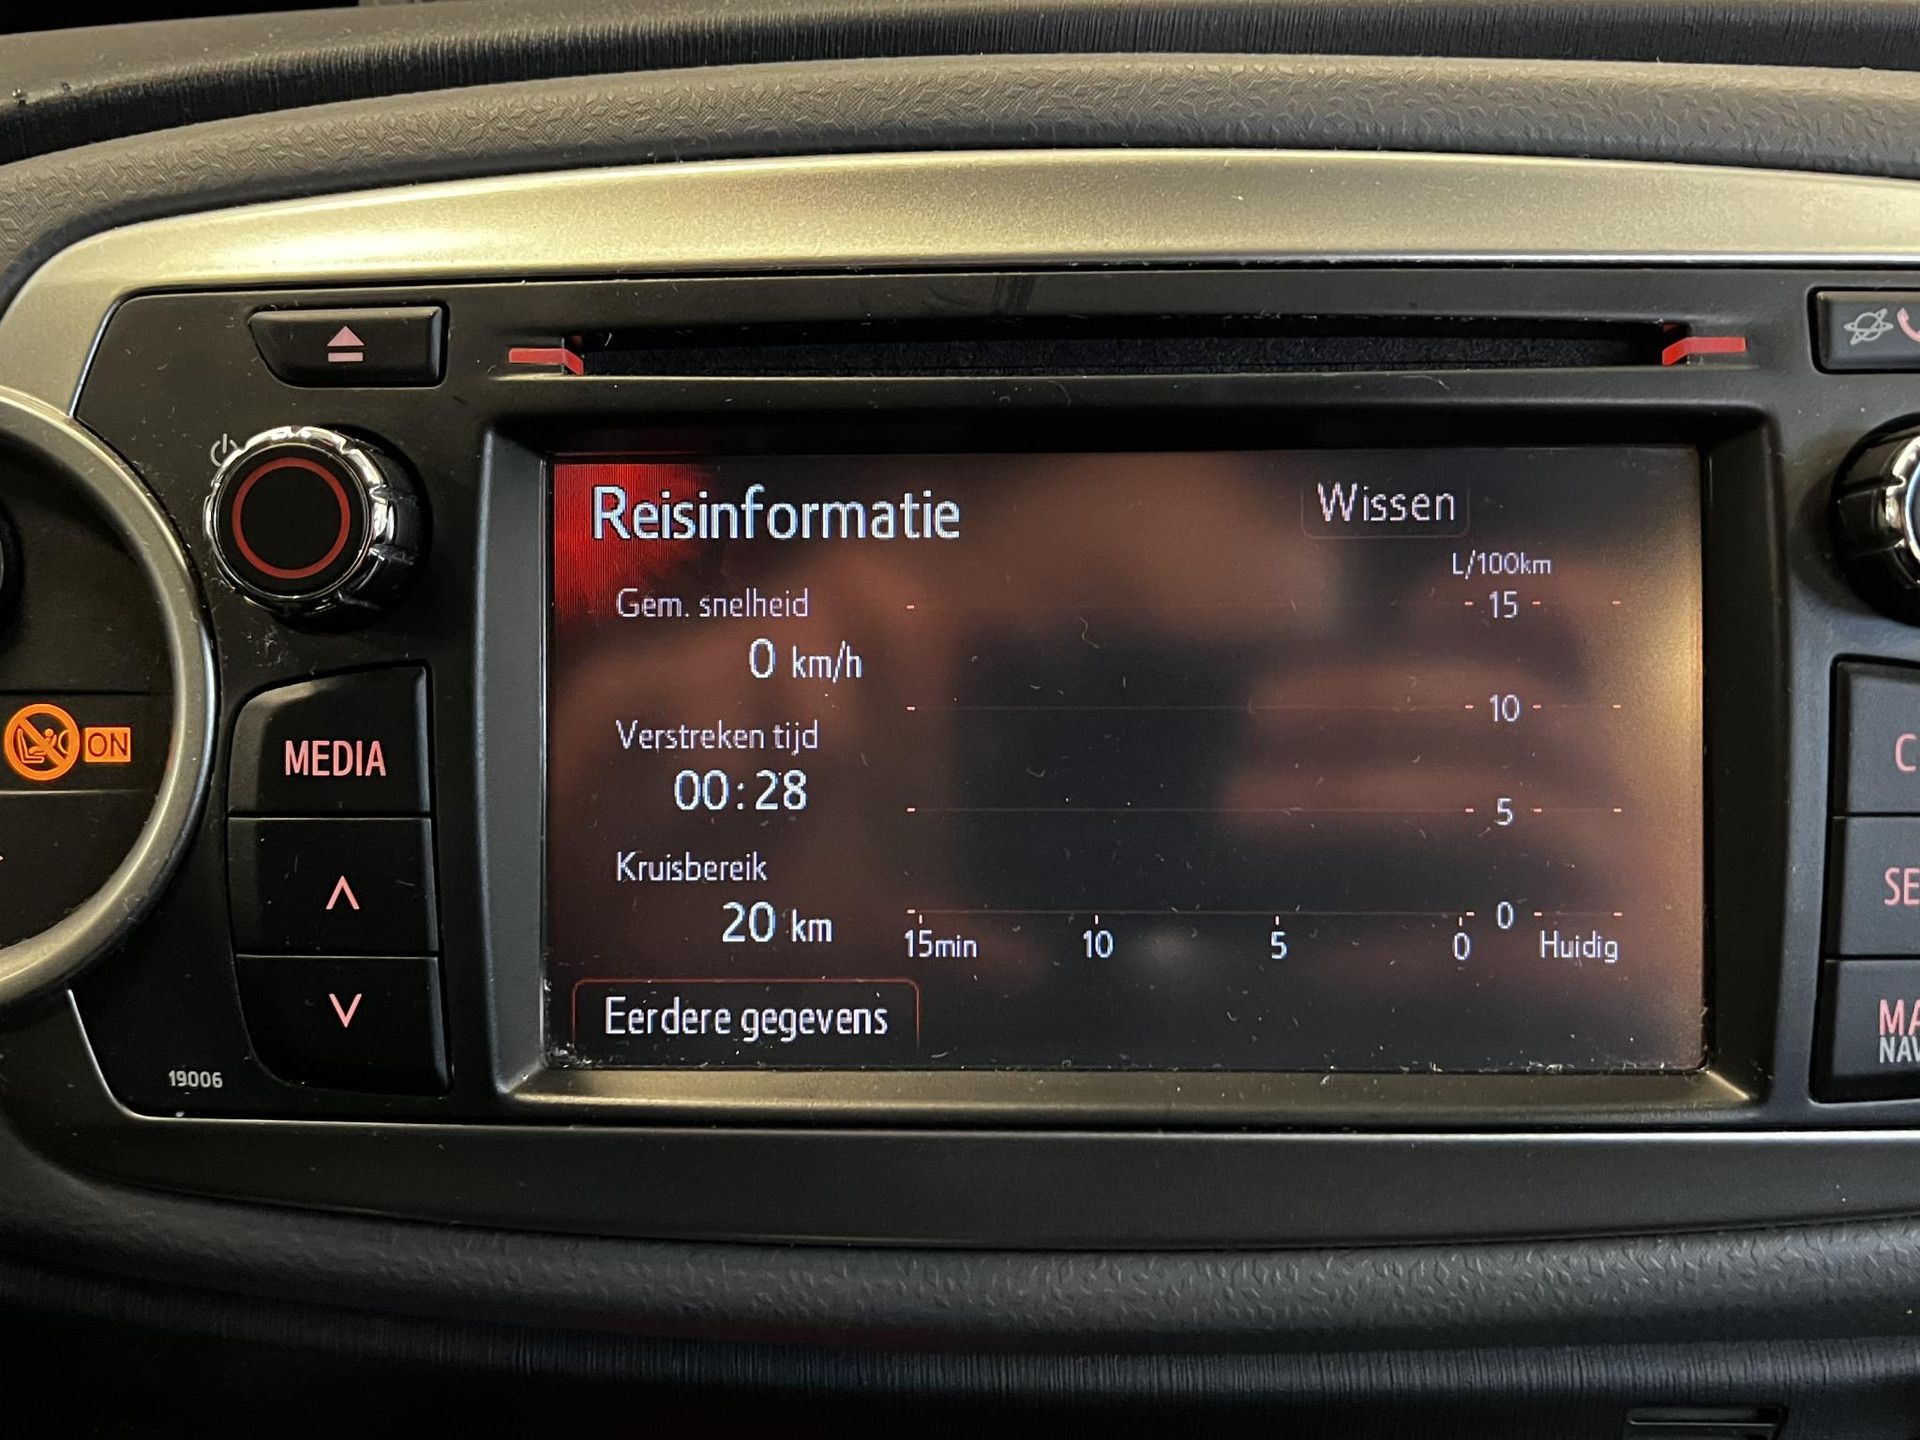 Reisinformatie
Wissen
L/100km
Gem. snelheid
15
0 km/h
10
ON
MEDIA
Verstreken tijd
00:28
5
Kruisbereik
20 km
0
15min 10 5 0 Huidig
Eerdere gegevens
19006